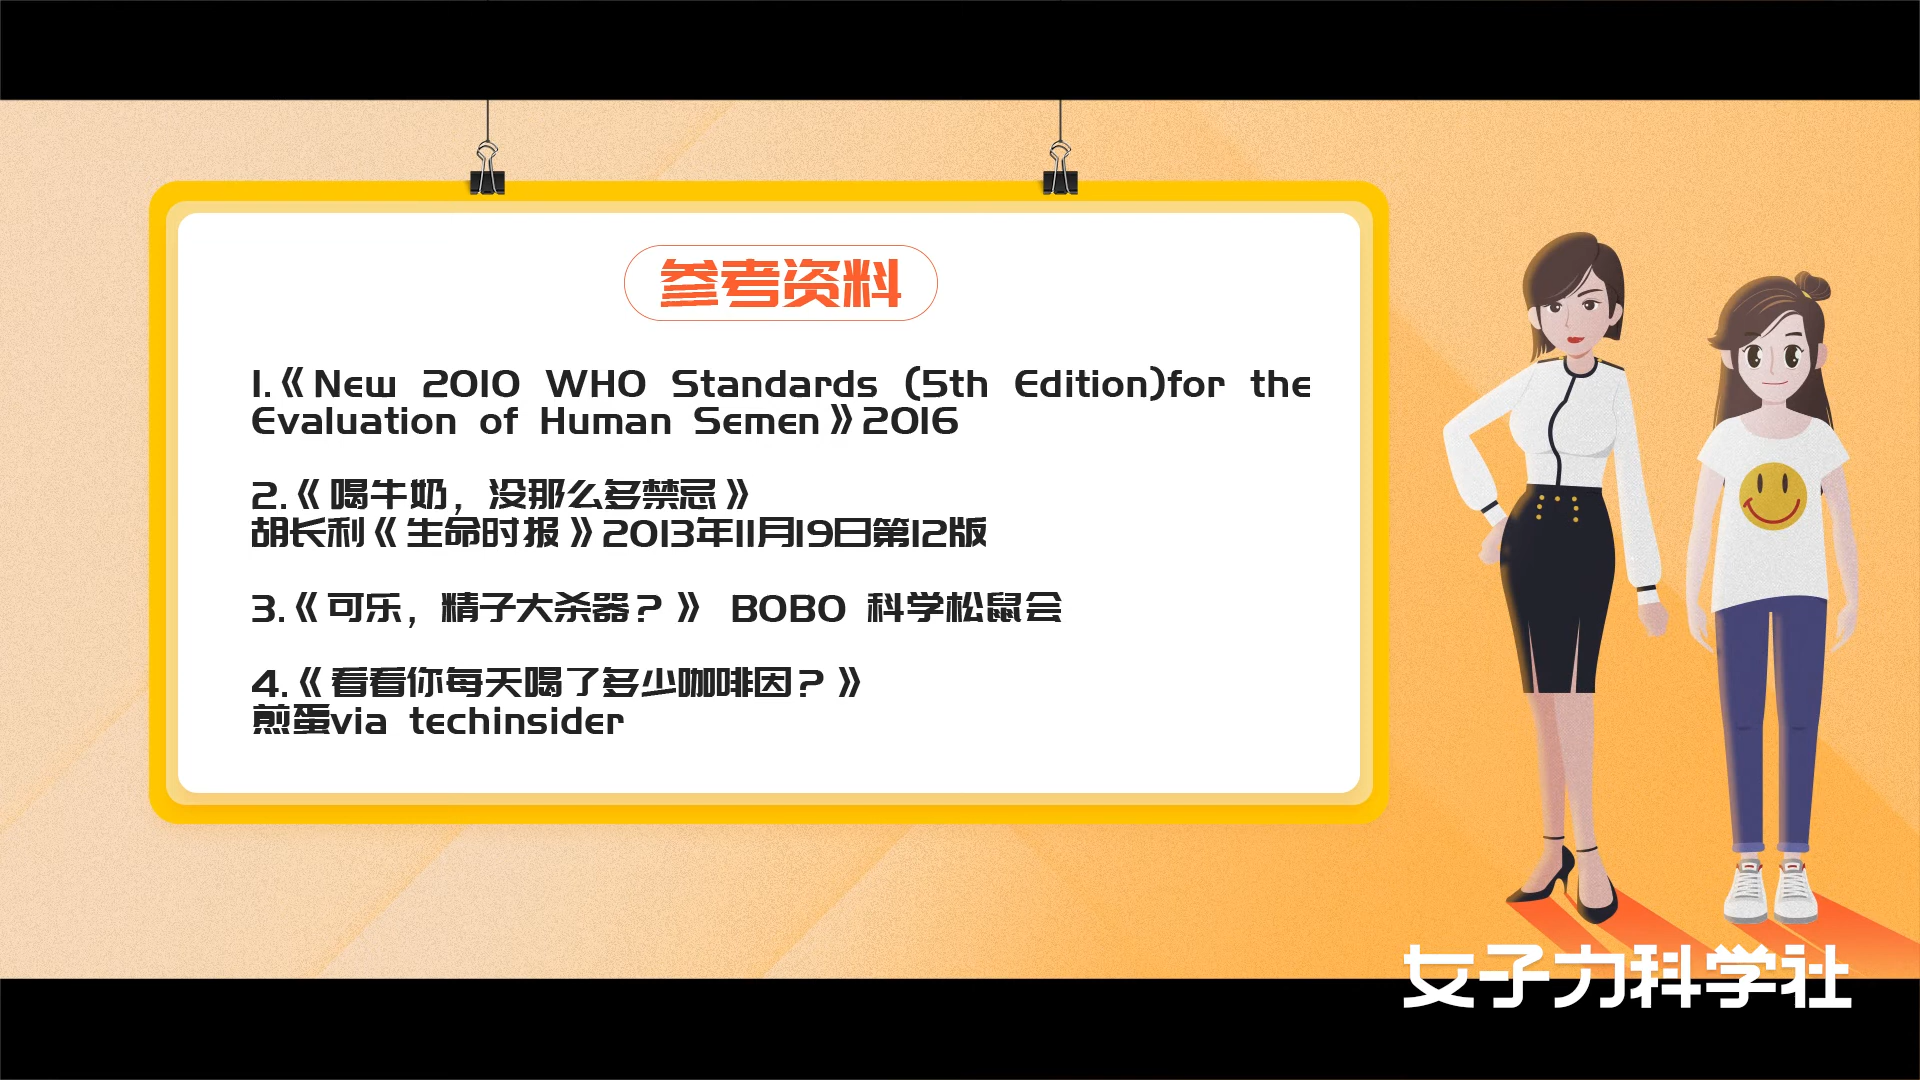 参考资料
1.《New 2010 WHO Standards (5th Edition)for the
Evaluation of Human Semen》2016
2.《喝牛奶，没那么多禁忌》
胡长利《生命时报》2013年11月19日第12版
3.《可乐，精子大杀器？》 BOBO 科学松鼠会
4.《看看你每天喝了多少咖啡因？》
煎蛋via techinsider
女子力科学社